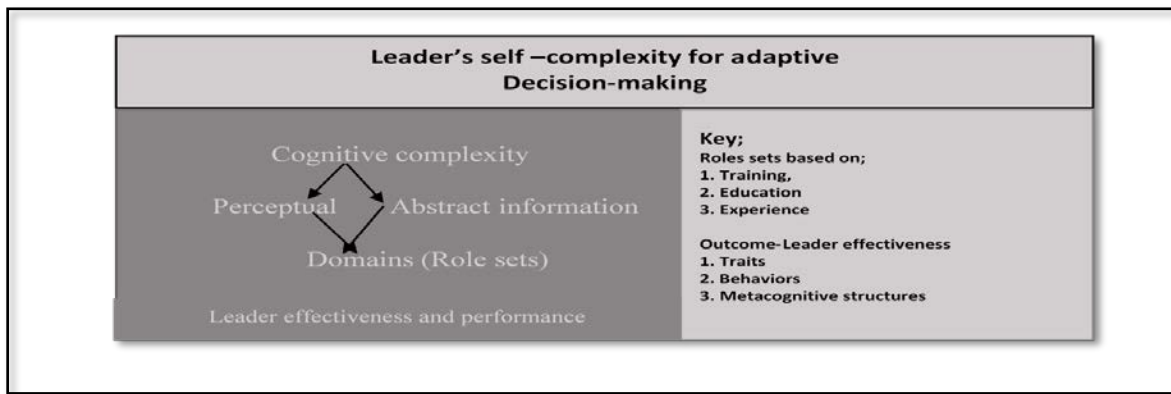 Leader's self –complexity for adaptive
Decision-making
Cognitive complexity
Perceptual
Abstract information
Domains (Role sets)
Leader effectiveness and performance
Key;
Roles sets based on;
1. Training,
2. Education
3. Experience
Outcome-Leader effectiveness
1. Traits
2. Behaviors
3. Metacognitive structures